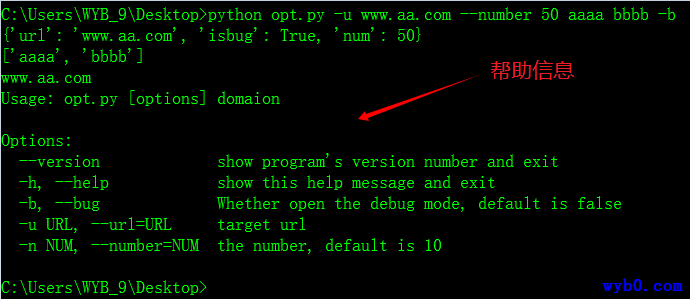 C:\Users\WYB_9\Desktop>python opt.py -u www.aa.com --number 50 aaaa bbbb -b
{'url': 'www.aa.com', 'isbug': True, 'num': 50}
['aaaa', 'bbbb']
www.aa.com
帮助信息
Usage: opt.py [options] domaion
Options:
--version show program's version number and exit
-h, --help show this help message and exit
-b, --bug Whether open the debug mode, default is false
-u URL, --url=URL target url
-n NUM, --number=NUM the number, default is 10
C:\Users\WYB_9\Desktop>
wyb0.com